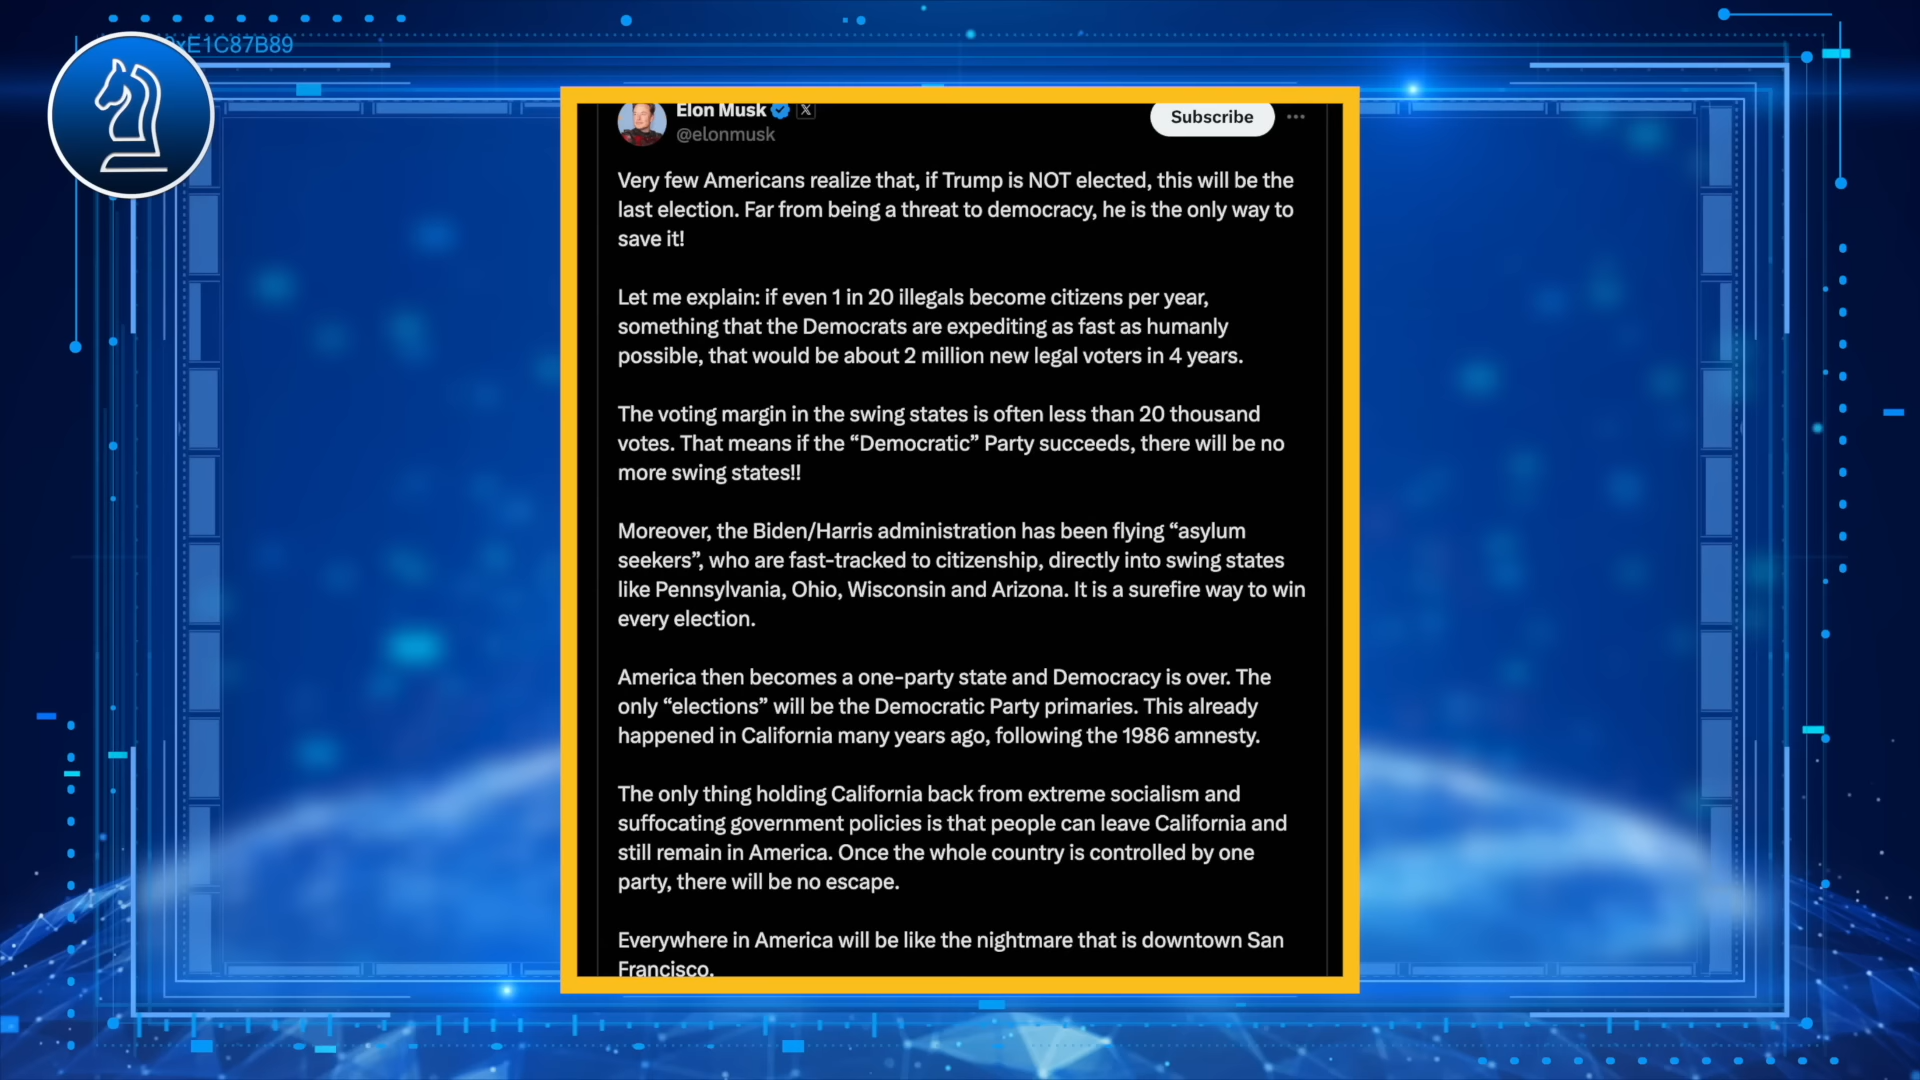 xE1C87B89
Elon Musk
@elonmusk
Subscribe
Very few Americans realize that, if Trump is NOT elected, this will be the
last election. Far from being a threat to democracy, he is the only way to
save it!
Let me explain: if even 1 in 20 illegals become citizens per year,
something that the Democrats are expediting as fast as humanly
possible, that would be about 2 million new legal voters in 4 years.
The voting margin in the swing states is often less than 20 thousand
votes. That means if the “Democratic” Party succeeds, there will be no
more swing states!!
Moreover, the Biden/Harris administration has been flying “asylum
seekers”, who are fast-tracked to citizenship, directly into swing states
like Pennsylvania, Ohio, Wisconsin and Arizona. It is a surefire way to win
every election.
America then becomes a one-party state and Democracy is over. The
only “elections” will be the Democratic Party primaries. This already
happened in California many years ago, following the 1986 amnesty.
The only thing holding California back from extreme socialism and
suffocating government policies is that people can leave California and
still remain in America. Once the whole country is controlled by one
party, there will be no escape.
Everywhere in America will be like the nightmare that is downtown San
Francisco.